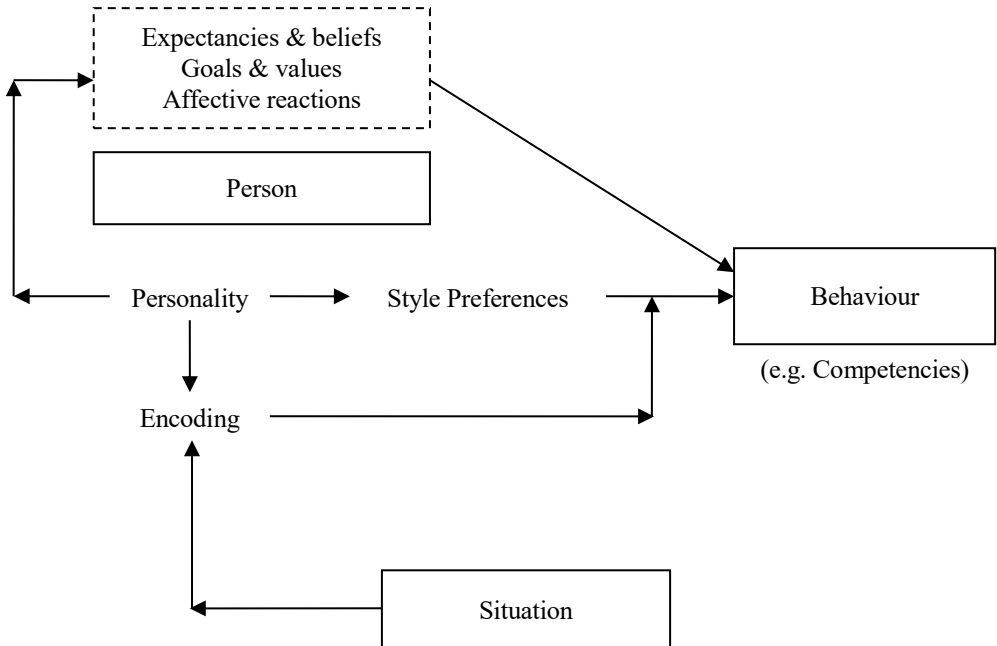 Expectancies & beliefs
Goals & values
Affective reactions
Person
Personality
Style Preferences
Behaviour
(e.g. Competencies)
Encoding
Situation